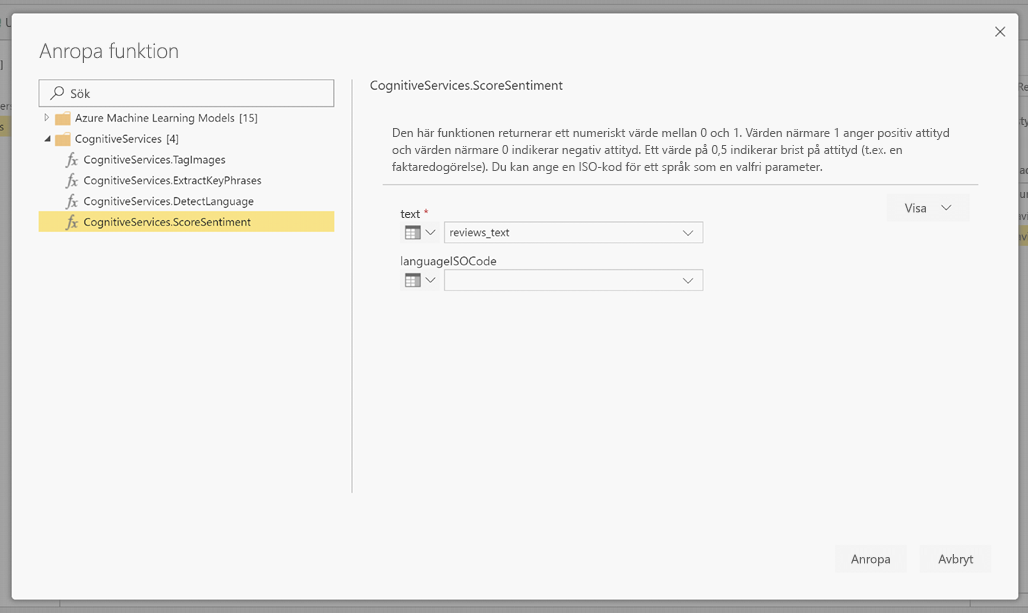 Anropa funktion
Sök
Azure Machine Learning Models [15]
CognitiveServices [4]
CognitiveServices.TagImages
CognitiveServices.ExtractKeyPhrases
CognitiveServices.DetectLanguage
CognitiveServices.ScoreSentiment
CognitiveServices.ScoreSentiment
Den här funktionen returnerar ett numeriskt värde mellan 0 och 1. Värden närmare 1 anger positiv attityd
och värden närmare 0 indikerar negativ attityd. Ett värde på 0,5 indikerar brist på attityd (t.ex. en
faktaredogörelse). Du kan ange en ISO-kod för ett språk som en valfri parameter.
Visa
text *
reviews_text
languageISOCode
Anropa
Avbryt